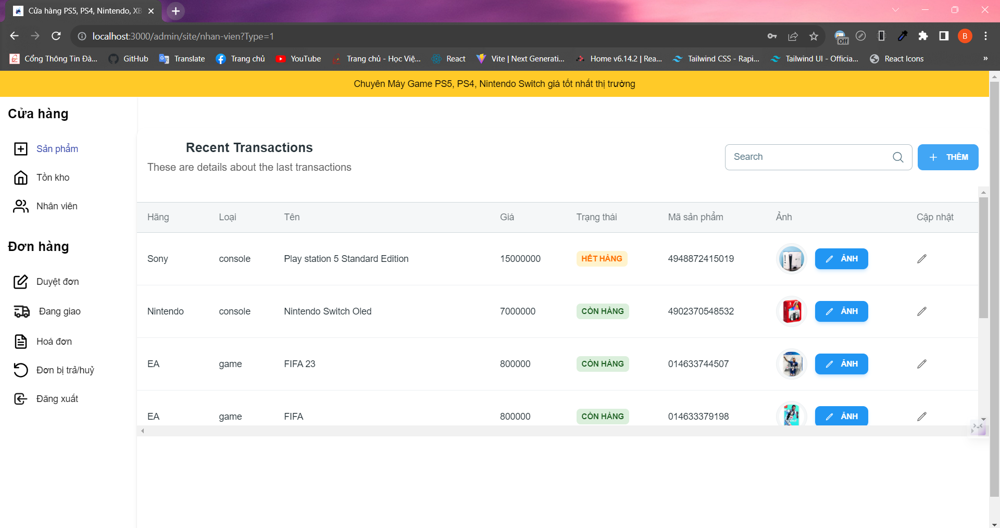 Cửa hàng PS5, PS4, Nintendo, XB
localhost:3000/admin/site/nhan-vien?Type=1
Off
B
Cổng Thông Tin Đà...
GitHub
Translate
Trang chủ
YouTube
Trang chủ - Học Việ...
React
Vite | Next Generati...
Home v6.14.2 | Rea...
Tailwind CSS - Rapi...
Tailwind UI - Officia...
React Icons
»
Chuyên Máy Game PS5, PS4, Nintendo Switch giá tốt nhất thị trường
Cửa hàng
Sản phẩm
Tồn kho
Nhân viên
Đơn hàng
Duyệt đơn
Đang giao
Hoá đơn
Đơn bị trả/huỷ
Đăng xuất
Recent Transactions
These are details about the last transactions
Search
THÊM
Hãng Loại Tên Giá Trạng thái Mã sản phẩm Ảnh Cập nhật
Sony console Play station 5 Standard Edition 15000000 HẾT HÀNG 4948872415019 ẢNH
Nintendo console Nintendo Switch Oled 7000000 CÒN HÀNG 4902370548532 ẢNH
EA game FIFA 23 800000 CÒN HÀNG 014633744507 ẢNH
EA game FIFA 800000 CÒN HÀNG 014633379198 ẢNH